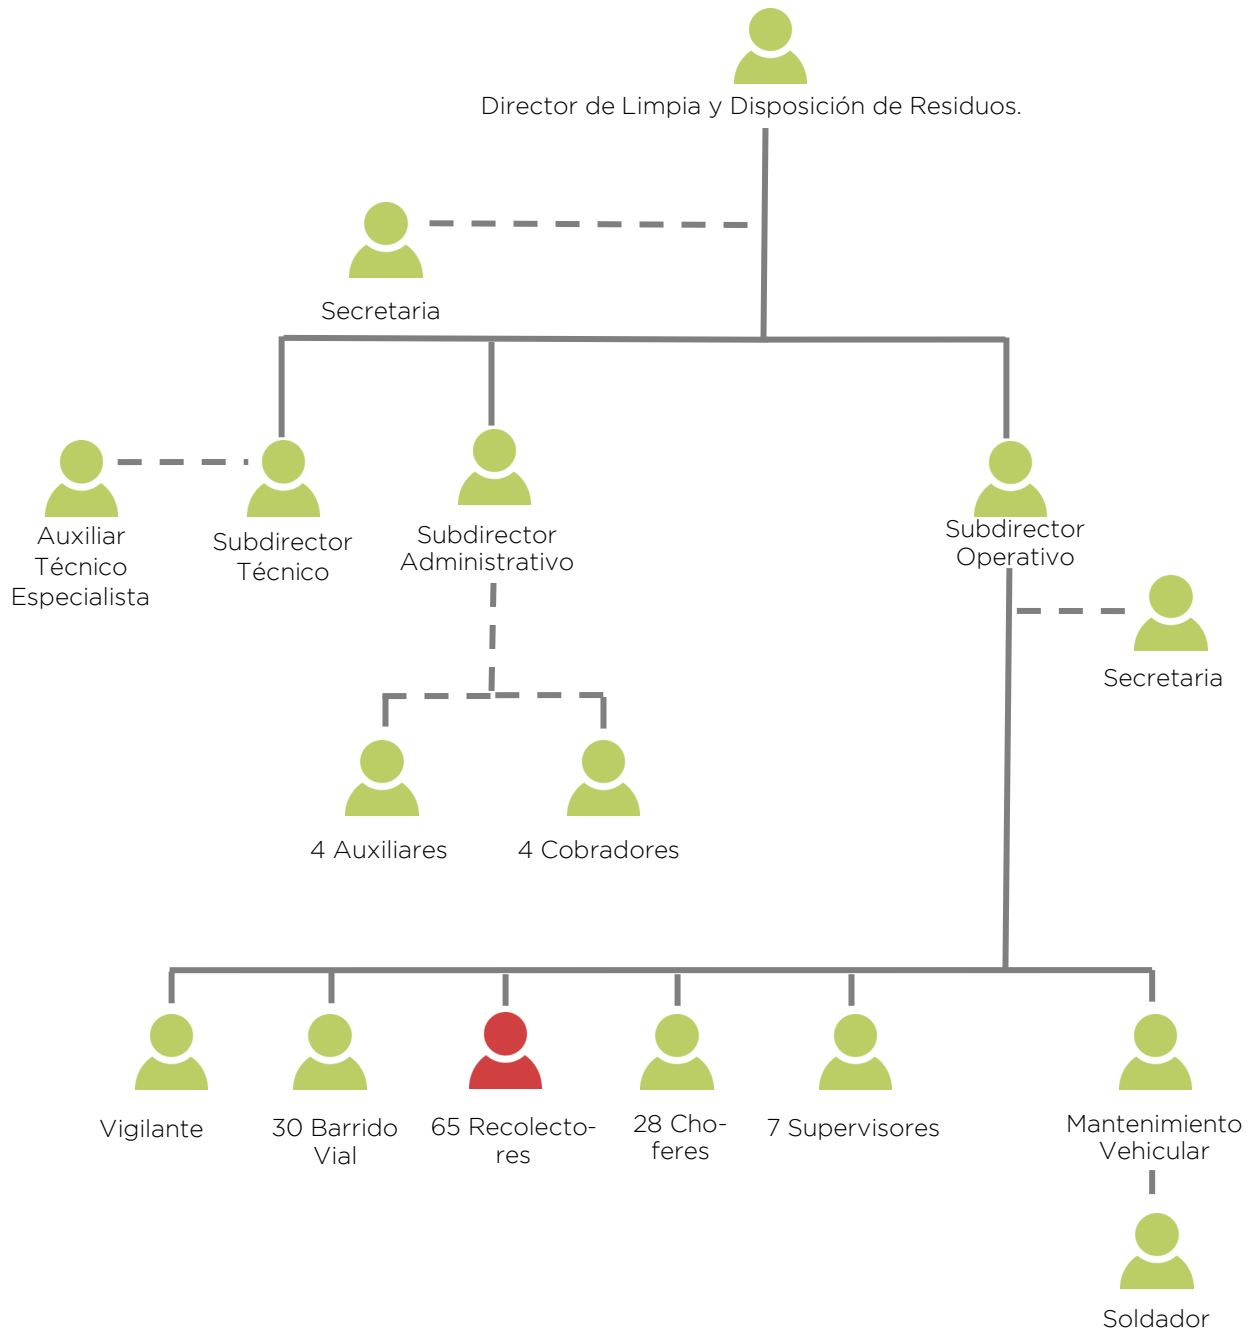 Director de Limpia y Disposición de Residuos.
Secretaria
Auxiliar
Técnico
Especialista
Subdirector
Técnico
Subdirector
Administrativo
Subdirector
Operativo
Secretaria
4 Auxiliares
4 Cobradores
Vigilante
30 Barrido
Vial
65 Recolecto-
res
28 Cho-
feres
7 Supervisores
Mantenimiento
Vehicular
Soldador